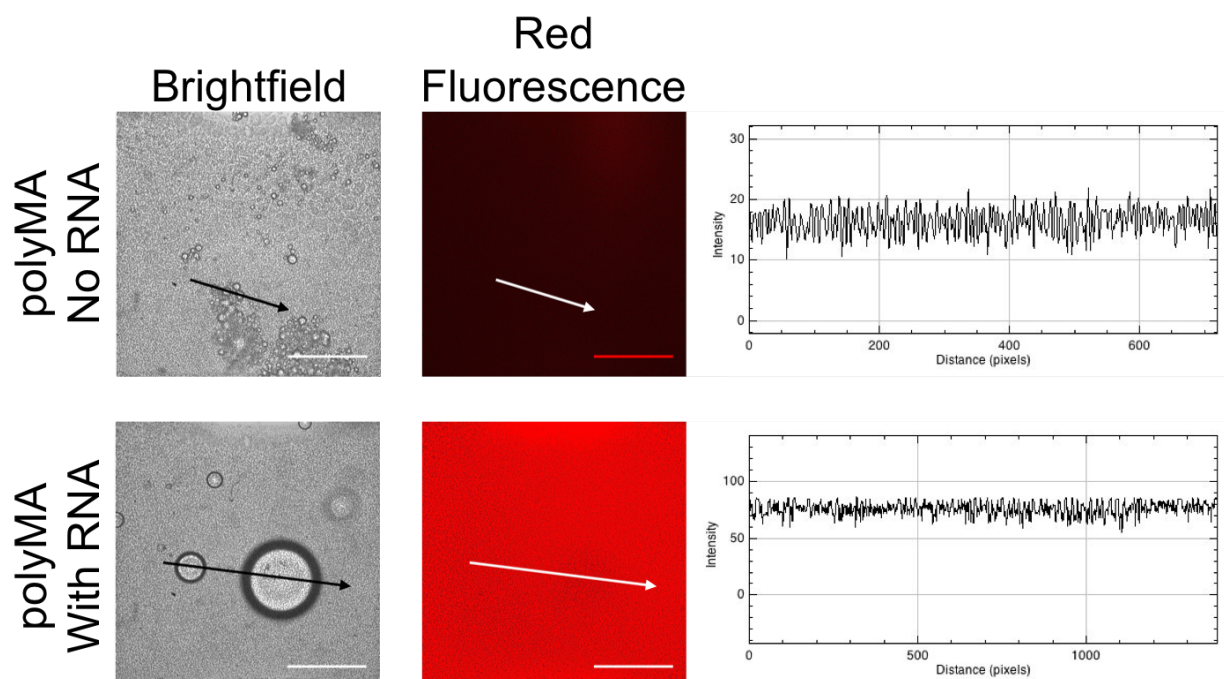 Red
Brightfield Fluorescence
polyMA
No RNA
30
20
10
0
Intensity
0 200 400 600
Distance (pixels)
polyMA
With RNA
100
50
0
Intensity
0 500 1000
Distance (pixels)